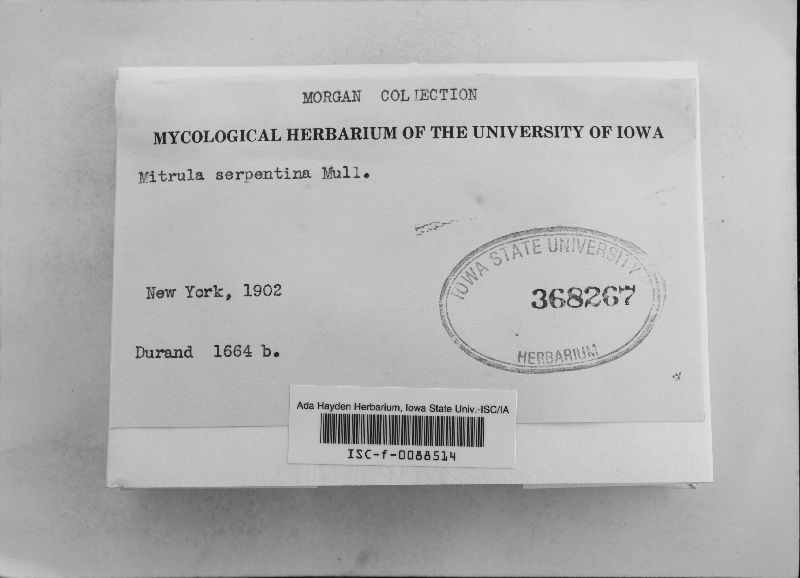 MORGAN COLLECTION
MYCOLOGICAL HERBARIUM OF THE UNIVERSITY OF IOWA
Mitrula serpentina Mull.
IOWA STATE UNIVERSITY
368267
HERBARIUM
New York, 1902
Durand 1664 b.
Ada Hayden Herbarium, Iowa State Univ.-ISC/IA
ISC-f-0088514